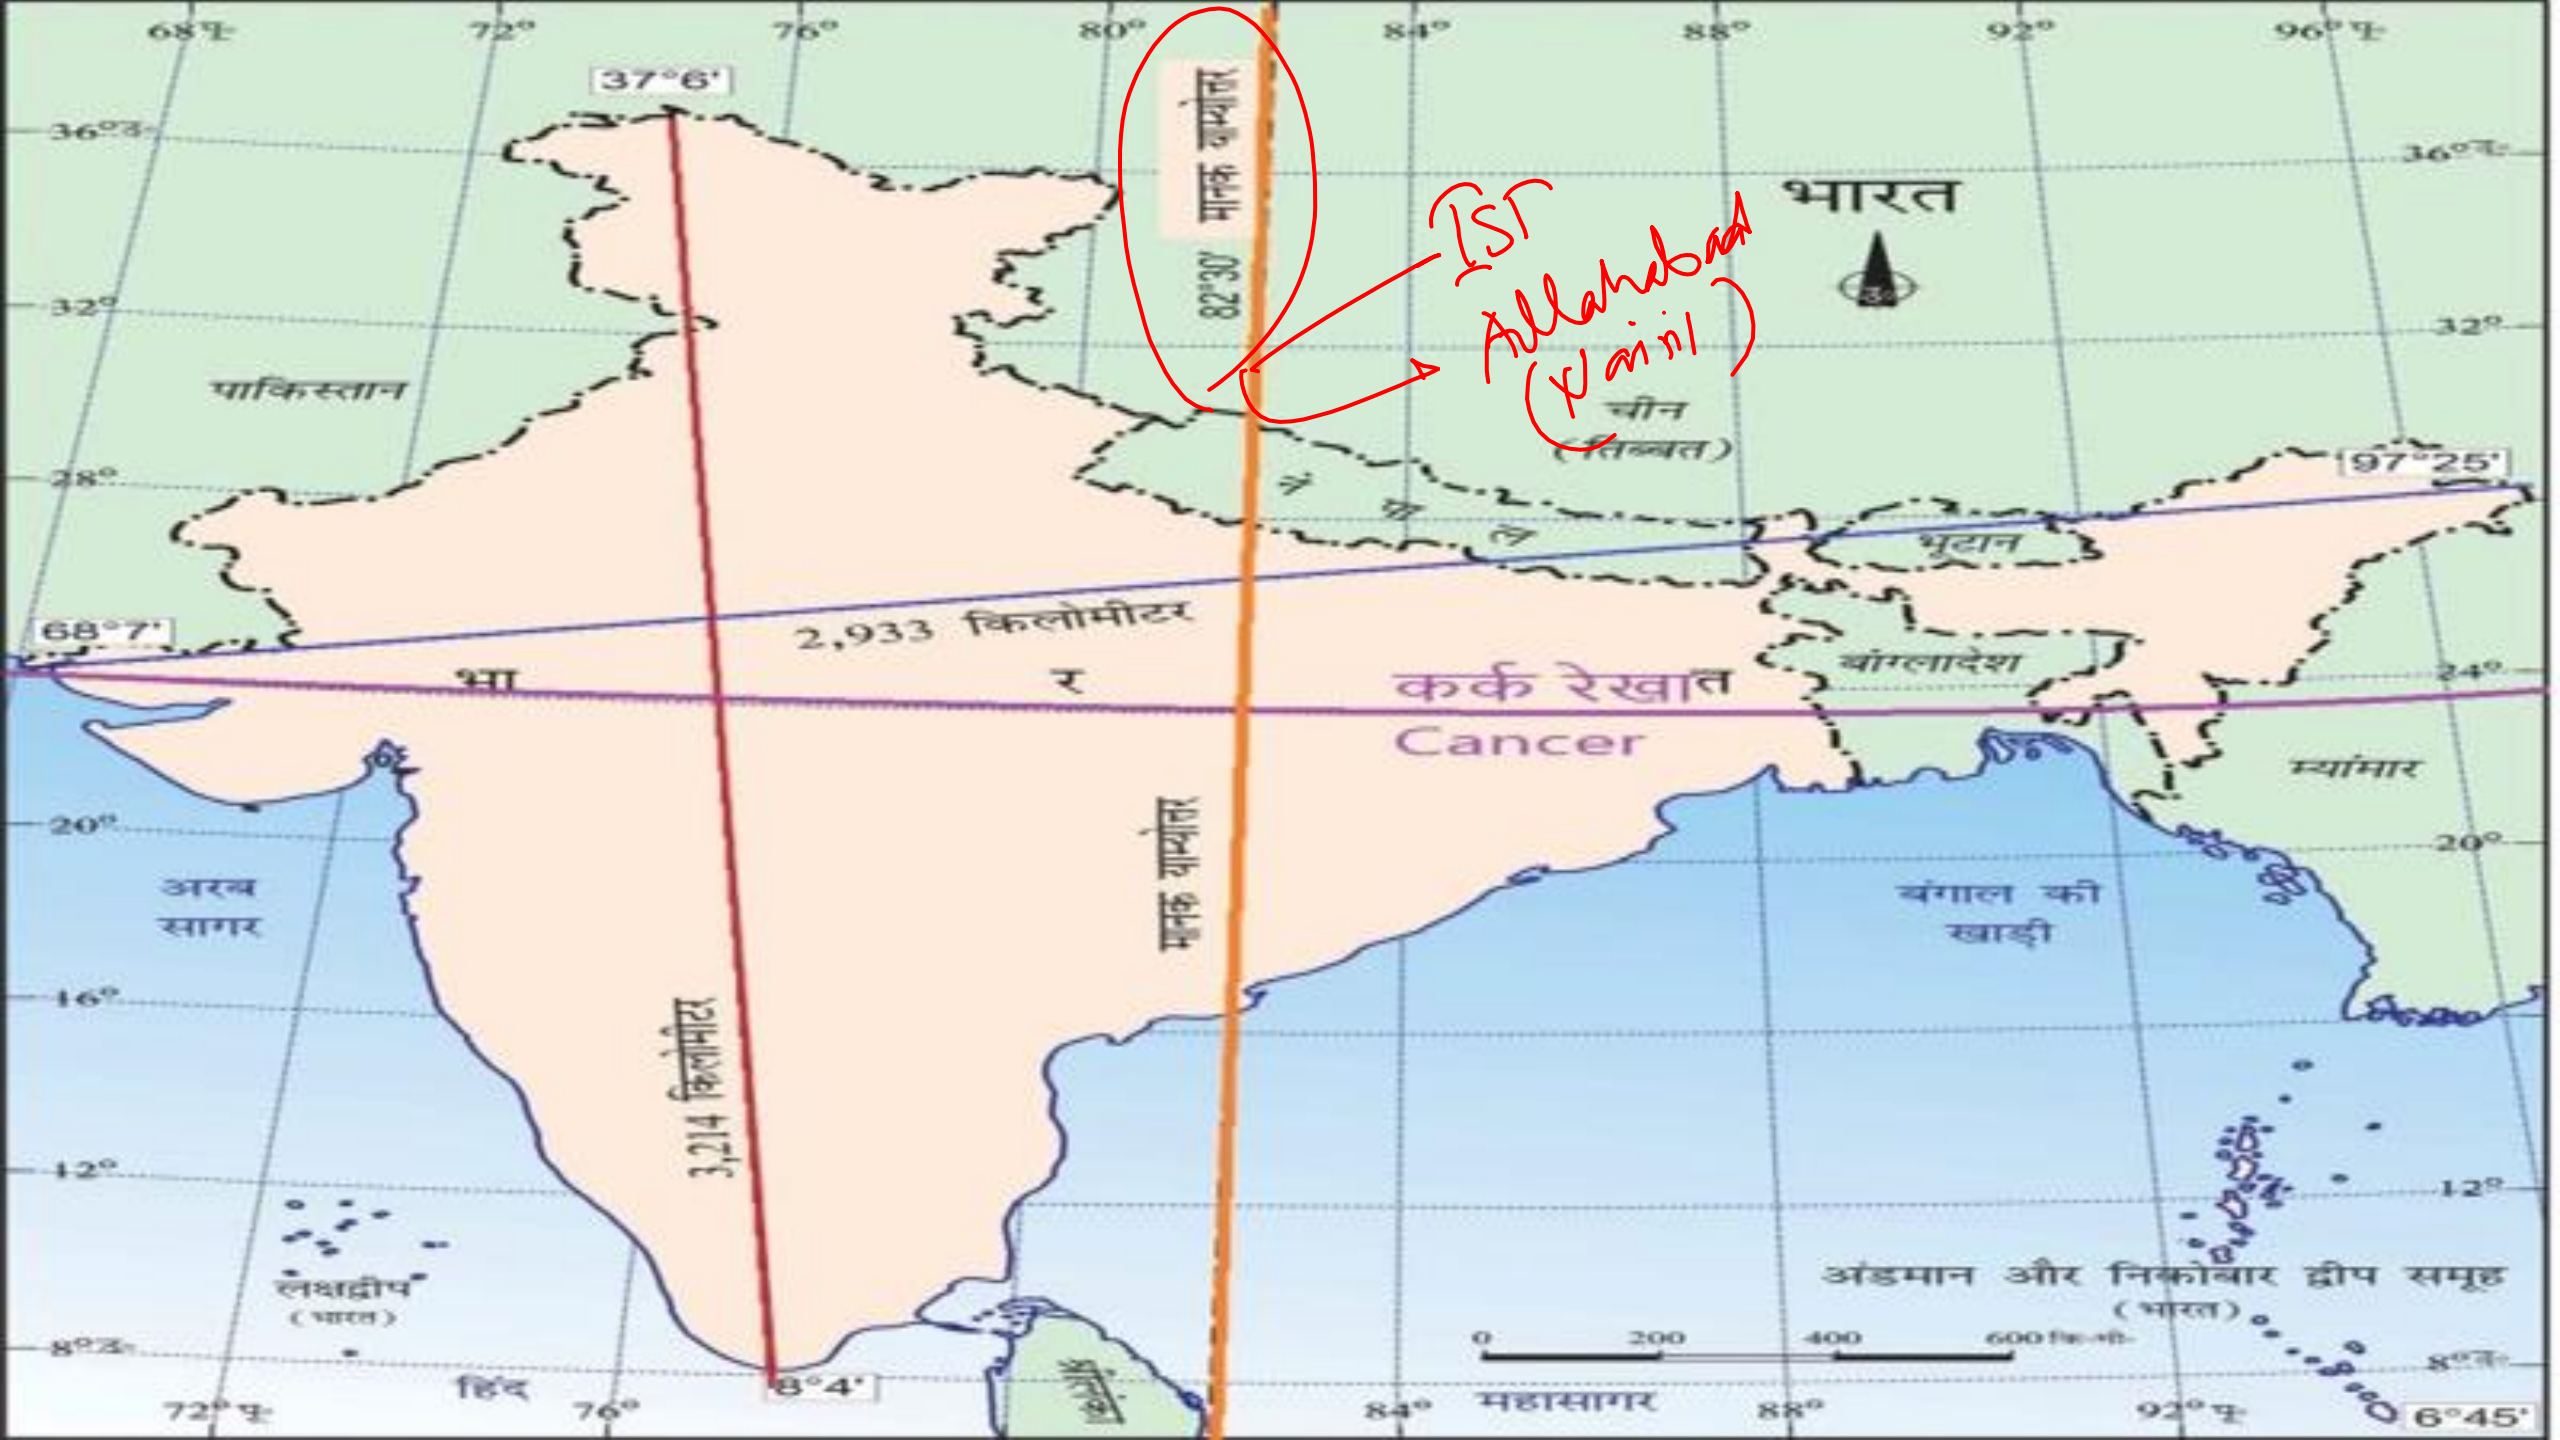 68°पू॰ 72° 76° 80° 84° 88° 92° 96°पू॰
37°6'
36°उ॰
36°उ॰
मानक याम्योत्तर
82°30'
भारत
IST
Allahabad
(Naini)
32°
32°
पाकिस्तान
चीन
(तिब्बत)
28°
97°25'
नेपाल
भूटान
68°7'
2,933 किलोमीटर
बांग्लादेश
भारत
24°
कर्क रेखा
Cancer
म्यांमार
मानक याम्योत्तर
20°
20°
अरब
सागर
बंगाल की
खाड़ी
16°
3,214 किलोमीटर
12°
12°
लक्षद्वीप
(भारत)
अंडमान और निकोबार द्वीप समूह
(भारत)
0 200 400 600 कि॰मी॰
8°उ॰
8°उ॰
8°4'
हिंद
महासागर
श्रीलंका
72°पू॰ 76° 84° 88° 92°पू॰
6°45'